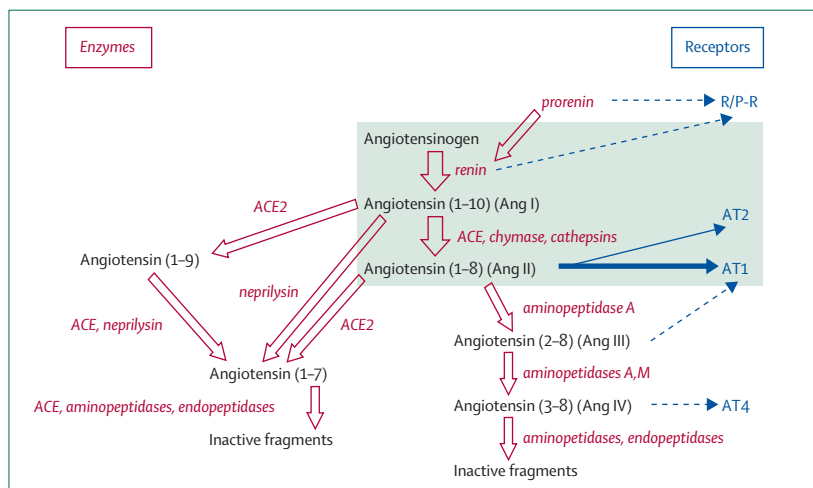 Enzymes
Receptors
prorenin
R/P-R
Angiotensinogen
renin
ACE2
Angiotensin (1–10) (Ang I)
AT2
ACE, chymase, cathepsins
Angiotensin (1–9)
Angiotensin (1–8) (Ang II)
AT1
neprilysin
aminopeptidase A
ACE, neprilysin
ACE2
Angiotensin (2–8) (Ang III)
Angiotensin (1–7)
aminopetidases A,M
ACE, aminopeptidases, endopeptidases
Angiotensin (3–8) (Ang IV)
AT4
Inactive fragments
aminopetidases, endopeptidases
Inactive fragments